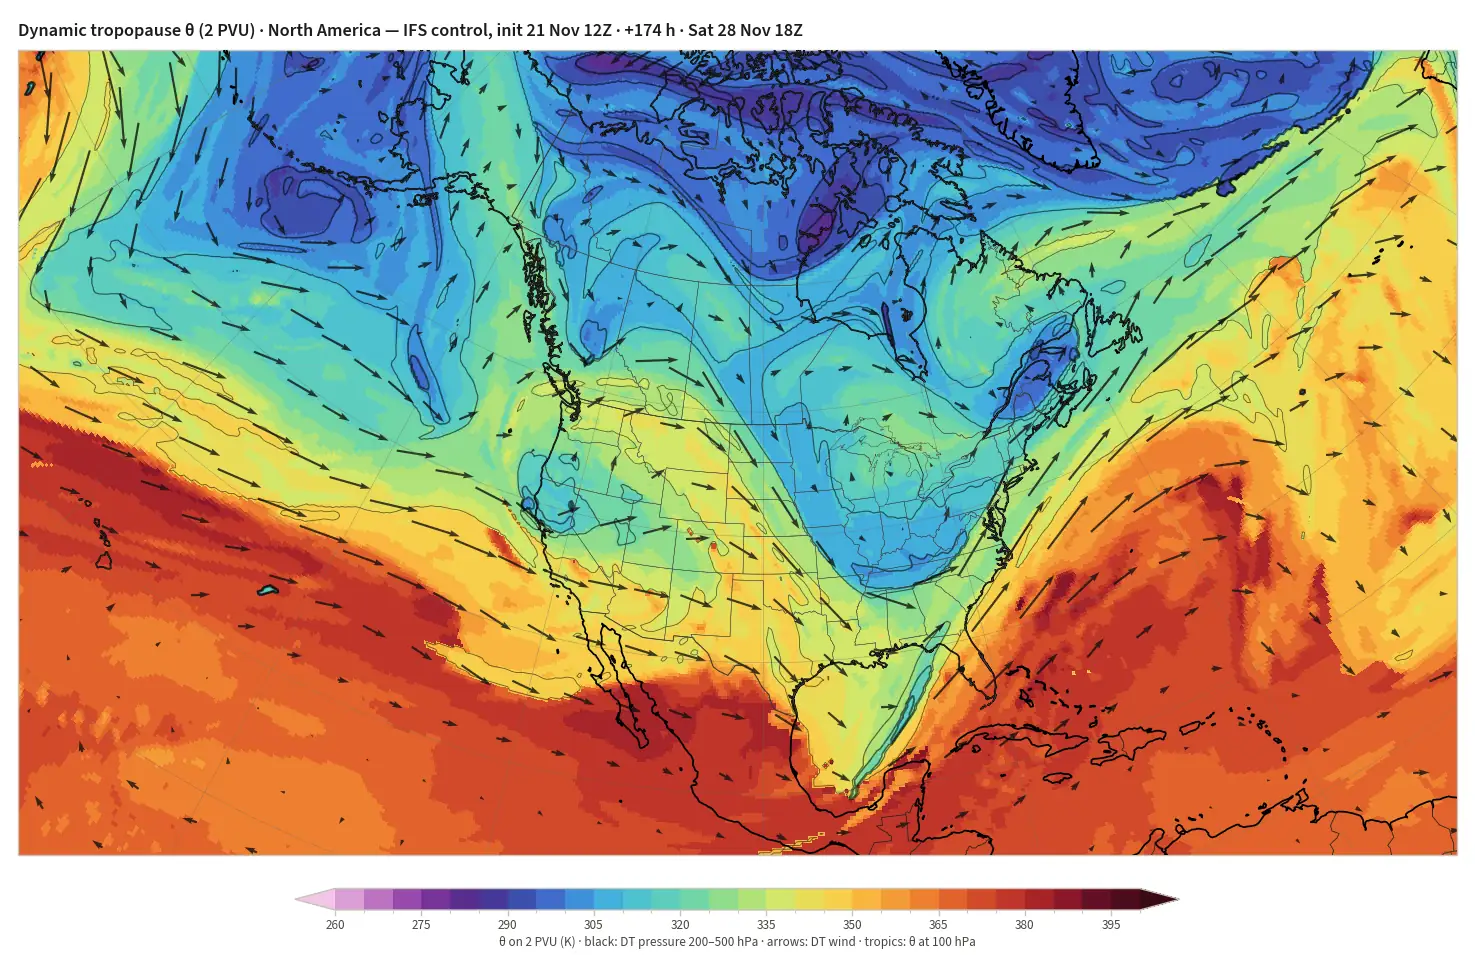 Dynamic tropopause θ (2 PVU) · North America — IFS control, init 21 Nov 12Z · +174 h · Sat 28 Nov 18Z
260 275 290 305 320 335 350 365 380 395
θ on 2 PVU (K) · black: DT pressure 200–500 hPa · arrows: DT wind · tropics: θ at 100 hPa